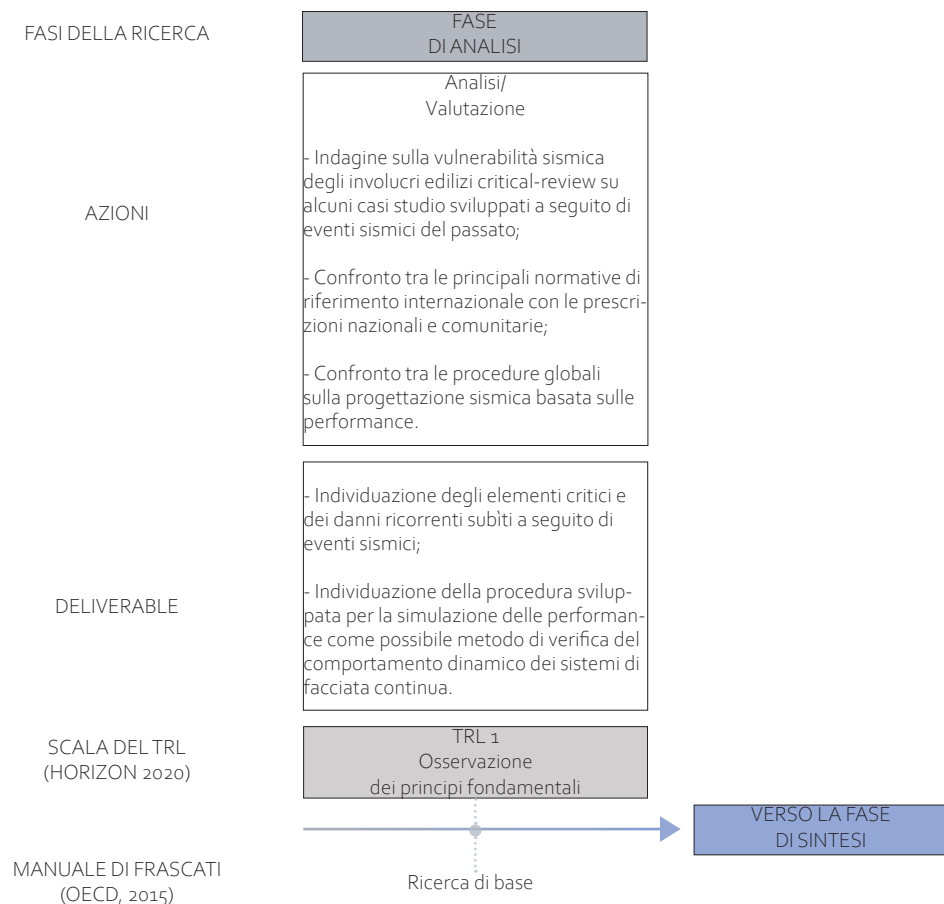 FASI DELLA RICERCA
FASE
DI ANALISI
AZIONI
Analisi/
Valutazione
- Indagine sulla vulnerabilità sismica
degli involucri edilizi critical-review su
alcuni casi studio sviluppati a seguito di
eventi sismici del passato;
- Confronto tra le principali normative di
riferimento internazionale con le prescri-
zioni nazionali e comunitarie;
- Confronto tra le procedure globali
sulla progettazione sismica basata sulle
performance.
DELIVERABLE
- Individuazione degli elementi critici e
dei danni ricorrenti subìti a seguito di
eventi sismici;
- Individuazione della procedura svilup-
pata per la simulazione delle performan-
ce come possibile metodo di verifica del
comportamento dinamico dei sistemi di
facciata continua.
SCALA DEL TRL
(HORIZON 2020)
TRL 1
Osservazione
dei principi fondamentali
VERSO LA FASE
DI SINTESI
MANUALE DI FRASCATI
(OECD, 2015)
Ricerca di base